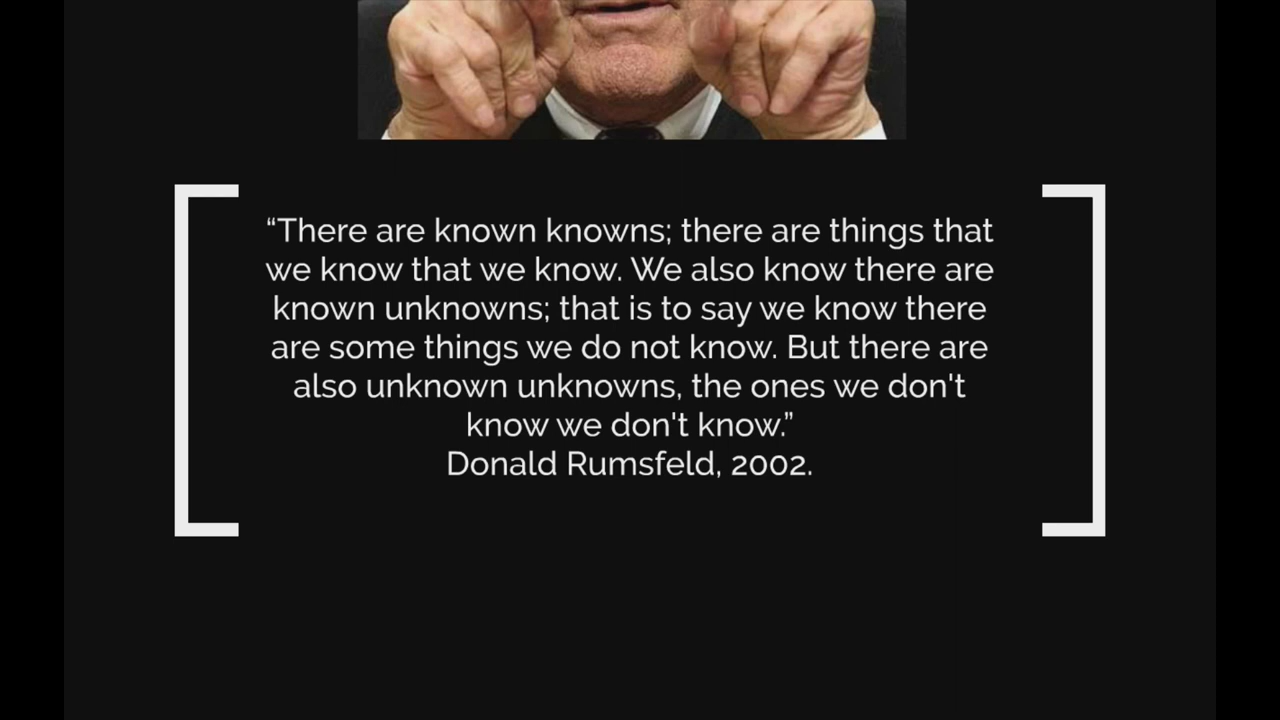 “There are known knowns; there are things that
we know that we know. We also know there are
known unknowns; that is to say we know there
are some things we do not know. But there are
also unknown unknowns, the ones we don't
know we don't know.”
Donald Rumsfeld, 2002.